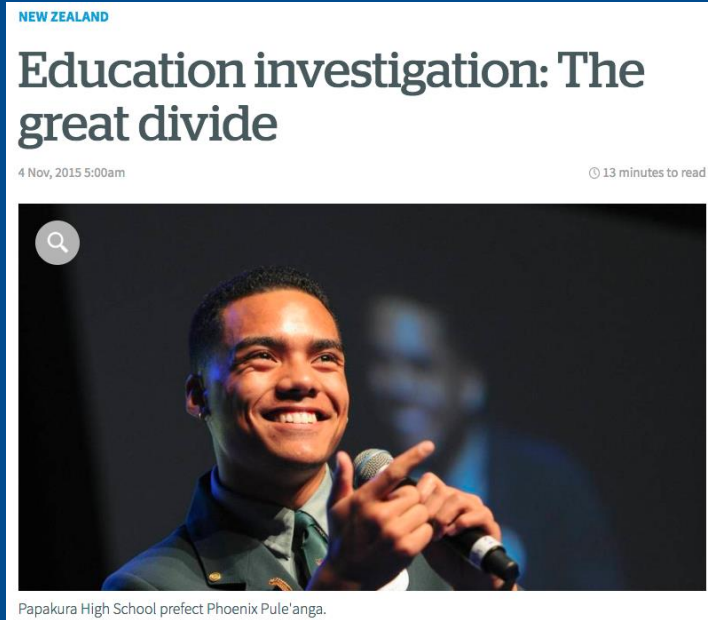 NEW ZEALAND
Education investigation: The
great divide
4 Nov, 2015 5:00am
13 minutes to read
Papakura High School prefect Phoenix Pule'anga.